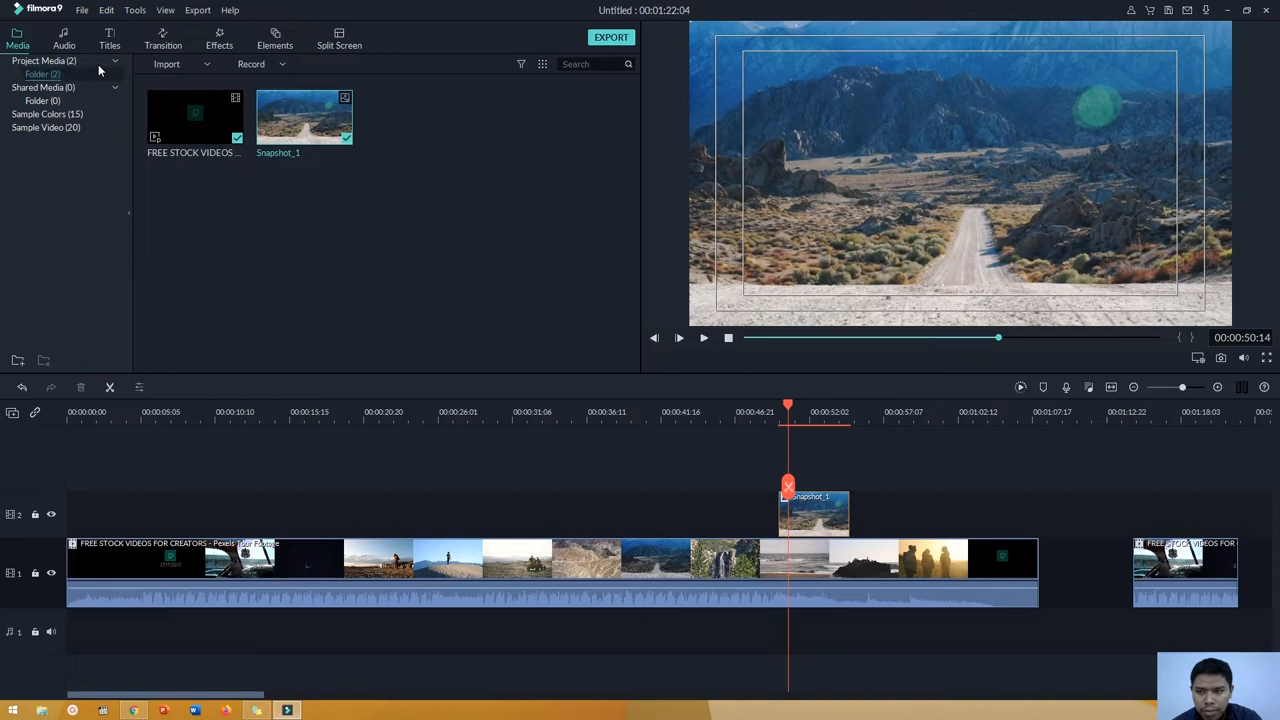 filmora9 File Edit Tools View Export Help Untitled : 00:01:22:04
Media Audio Titles Transition Effects Elements Split Screen EXPORT
Project Media (2)
Folder (2)
Shared Media (0)
Folder (0)
Sample Colors (15)
Sample Video (20)
Import Record Search
FREE STOCK VIDEOS ... Snapshot_1
00:00:50:14
00:00:00:00 00:00:05:05 00:00:10:10 00:00:15:15 00:00:20:20 00:00:26:01 00:00:31:06 00:00:36:11 00:00:41:16 00:00:46:21 00:00:52:02 00:00:57:07 00:01:02:12 00:01:07:17 00:01:12:22 00:01:18:03
2 Snapshot_1
1 FREE STOCK VIDEOS FOR CREATORS - Pexels Your Footage FREE STOCK VIDEOS FOR
1